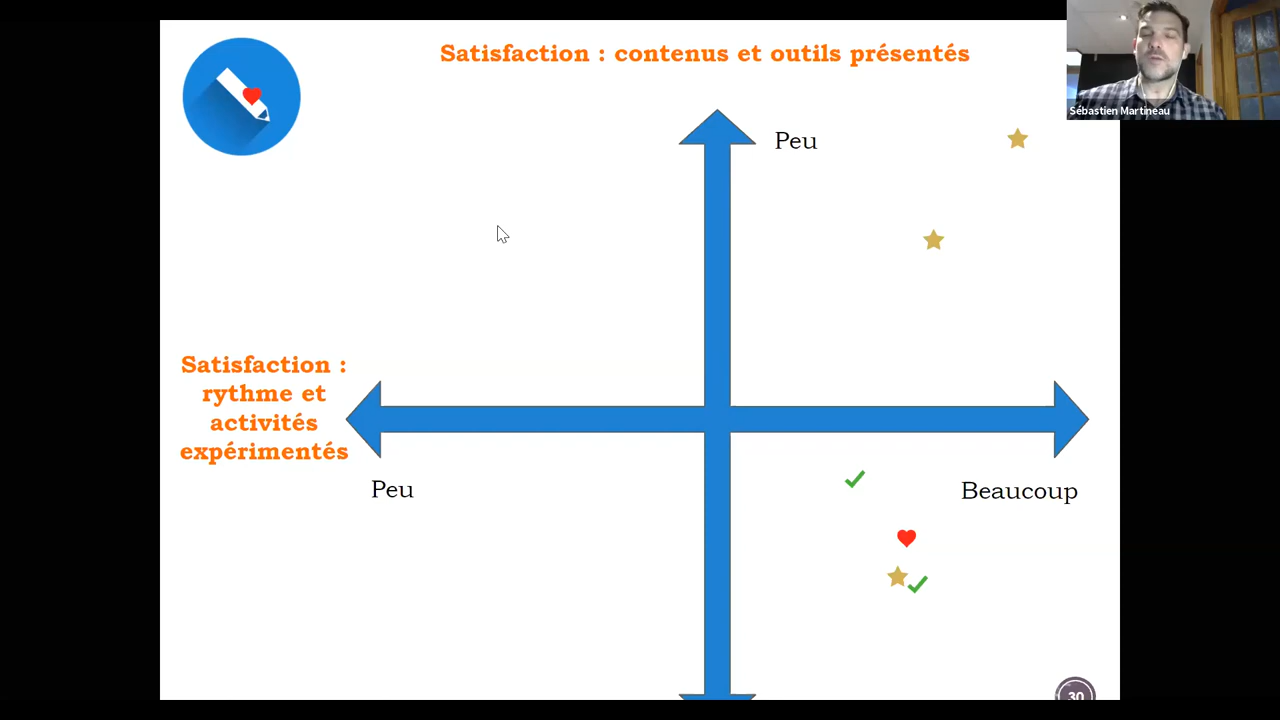 Satisfaction : contenus et outils présentés
Sébastien Martineau
Peu
Satisfaction :
rythme et
activités
expérimentés
Peu
Beaucoup
30